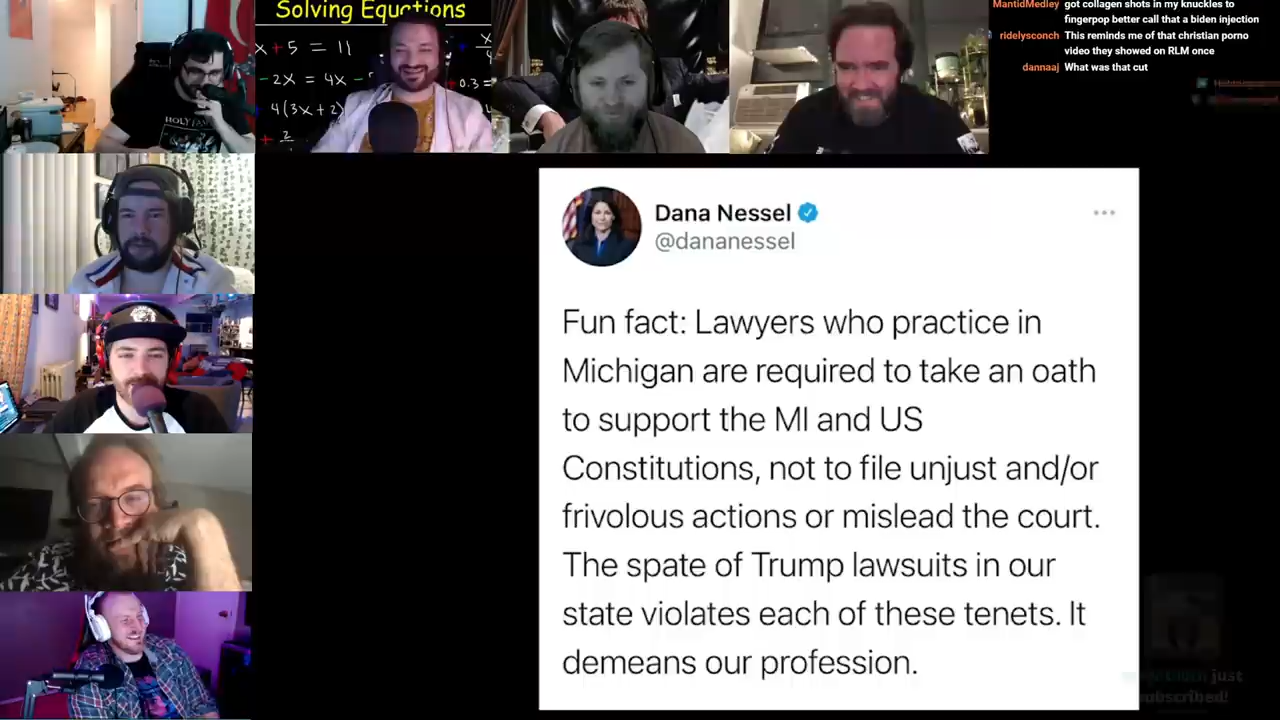 Solving Equations
x + 5 = 11
-2x = 4x -
4(3x + 2)
+ 0.3 =
HOLY
MantidMedley got collagen shots in my knuckles to
fingerpop better call that a biden injection
ridelysconch This reminds me of that christian porno
video they showed on RLM once
dannaaj What was that cut
Dana Nessel
@dananessel
Fun fact: Lawyers who practice in
Michigan are required to take an oath
to support the MI and US
Constitutions, not to file unjust and/or
frivolous actions or mislead the court.
The spate of Trump lawsuits in our
state violates each of these tenets. It
demeans our profession.
just
subscribed!